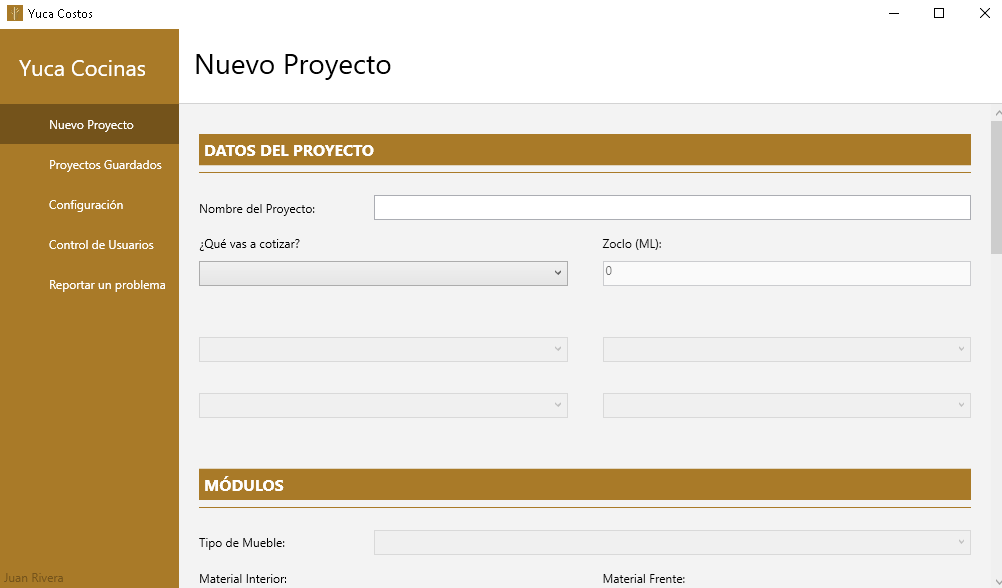 Yuca Costos
Yuca Cocinas
Nuevo Proyecto
Nuevo Proyecto
Proyectos Guardados
Configuración
Control de Usuarios
Reportar un problema
Juan Rivera
DATOS DEL PROYECTO
Nombre del Proyecto:
¿Qué vas a cotizar?
Zoclo (ML):
0
MÓDULOS
Tipo de Mueble:
Material Interior:
Material Frente: